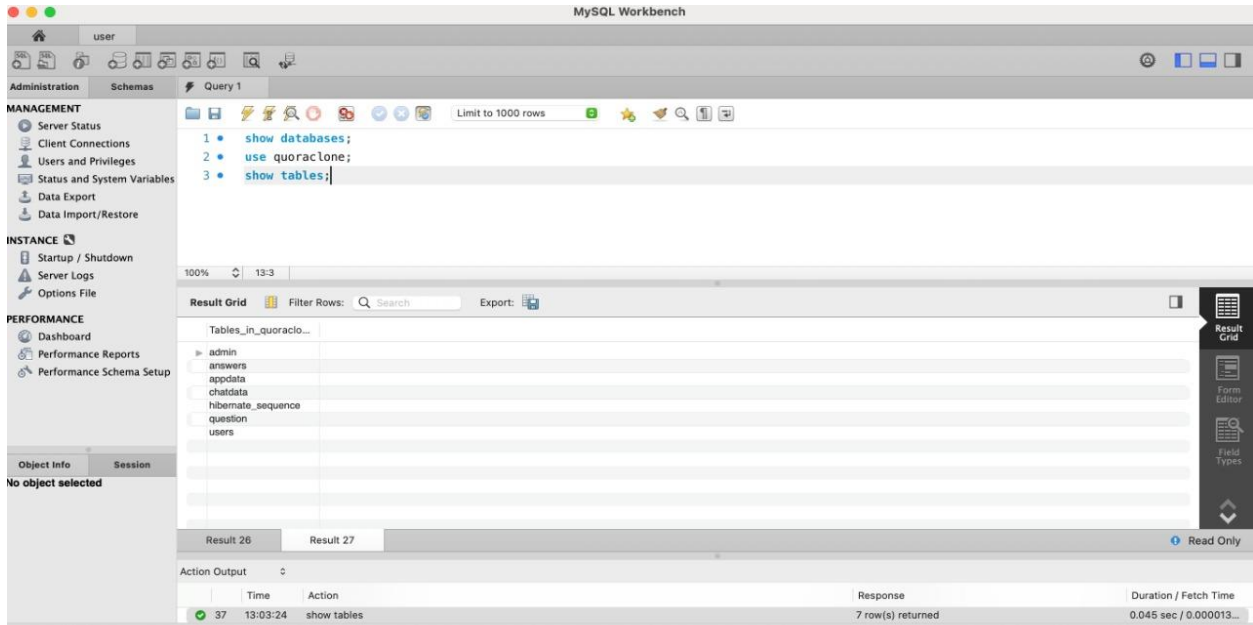 MySQL Workbench
user
Administration Schemas Query 1
MANAGEMENT
Server Status
Client Connections
Users and Privileges
Status and System Variables
Data Export
Data Import/Restore
INSTANCE
Startup / Shutdown
Server Logs
Options File
PERFORMANCE
Dashboard
Performance Reports
Performance Schema Setup
Object Info Session
No object selected
Limit to 1000 rows
1 show databases;
2 use quoraclone;
3 show tables;
100% 13:3
Result Grid Filter Rows: Search Export:
Tables_in_quoraclo...
admin
answers
appdata
chatdata
hibernate_sequence
question
users
Result
Grid
Form
Editor
Field
Types
Result 26 Result 27 Read Only
Action Output
Time Action Response Duration / Fetch Time
37 13:03:24 show tables 7 row(s) returned 0.045 sec / 0.000013...